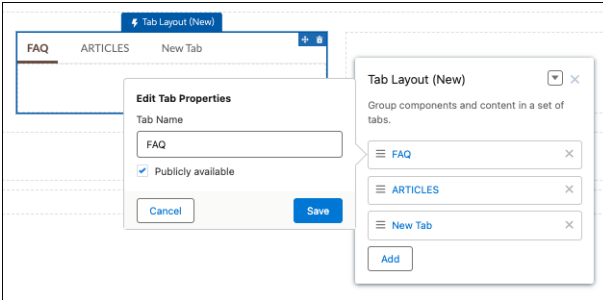 Tab Layout (New)
FAQ ARTICLES New Tab
Edit Tab Properties
Tab Name
FAQ
Publicly available
Cancel Save
Tab Layout (New)
Group components and content in a set of
tabs.
FAQ
ARTICLES
New Tab
Add